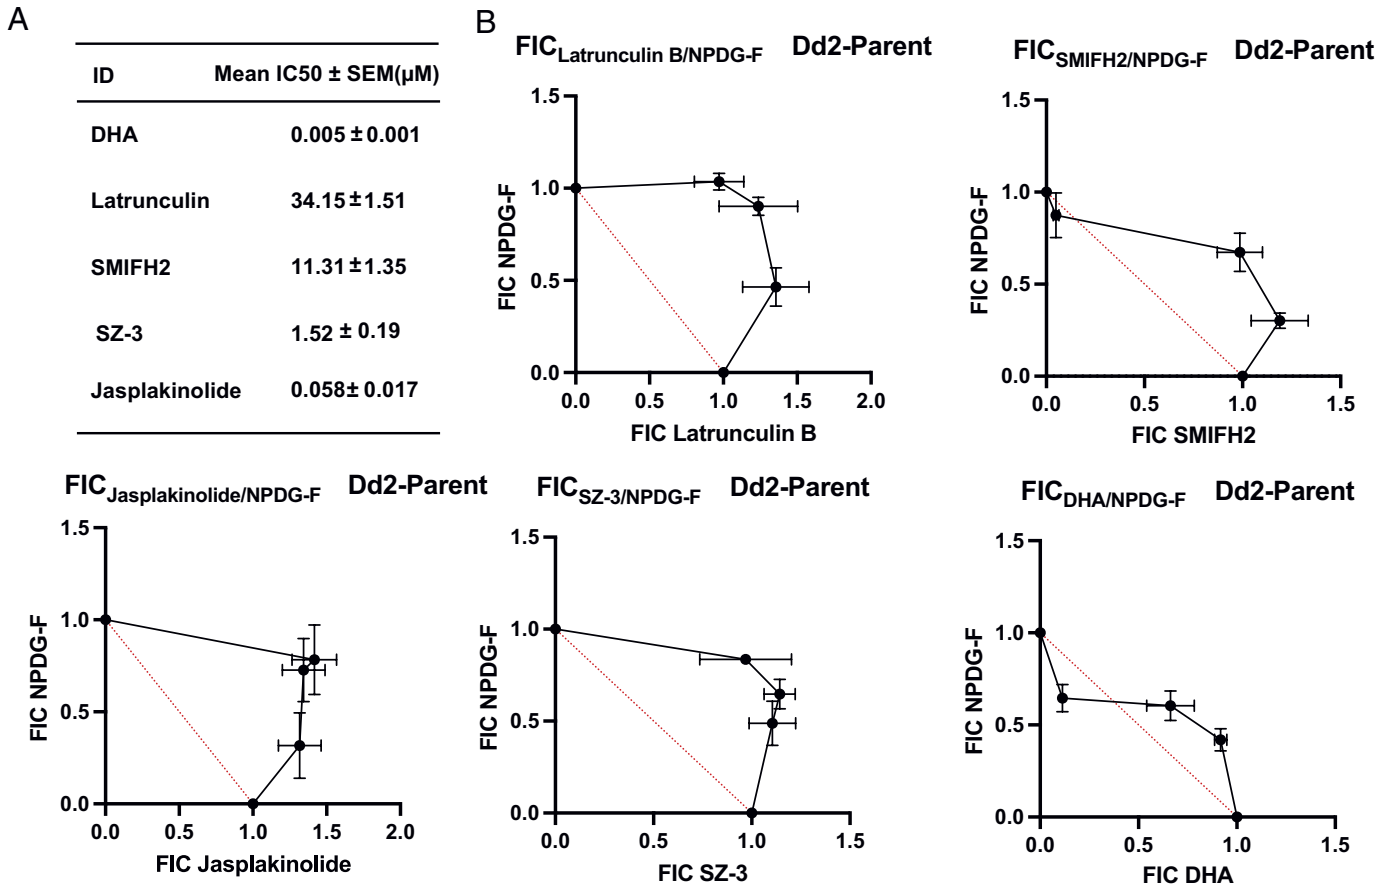 A
ID Mean IC50 ± SEM(µM)
DHA 0.005 ± 0.001
Latrunculin 34.15 ± 1.51
SMIFH2 11.31 ± 1.35
SZ-3 1.52 ± 0.19
Jasplakinolide 0.058 ± 0.017
B
FICLatrunculin B/NPDG-F Dd2-Parent
FIC NPDG-F
1.5
1.0
0.5
0.0
0.0 0.5 1.0 1.5 2.0
FIC Latrunculin B
FICSMIFH2/NPDG-F Dd2-Parent
FIC NPDG-F
1.5
1.0
0.5
0.0
0.0 0.5 1.0 1.5
FIC SMIFH2
FICJasplakinolide/NPDG-F Dd2-Parent
FIC NPDG-F
1.5
1.0
0.5
0.0
0.0 0.5 1.0 1.5 2.0
FIC Jasplakinolide
FICSZ-3/NPDG-F Dd2-Parent
FIC NPDG-F
1.5
1.0
0.5
0.0
0.0 0.5 1.0 1.5
FIC SZ-3
FICDHA/NPDG-F Dd2-Parent
FIC NPDG-F
1.5
1.0
0.5
0.0
0.0 0.5 1.0 1.5
FIC DHA